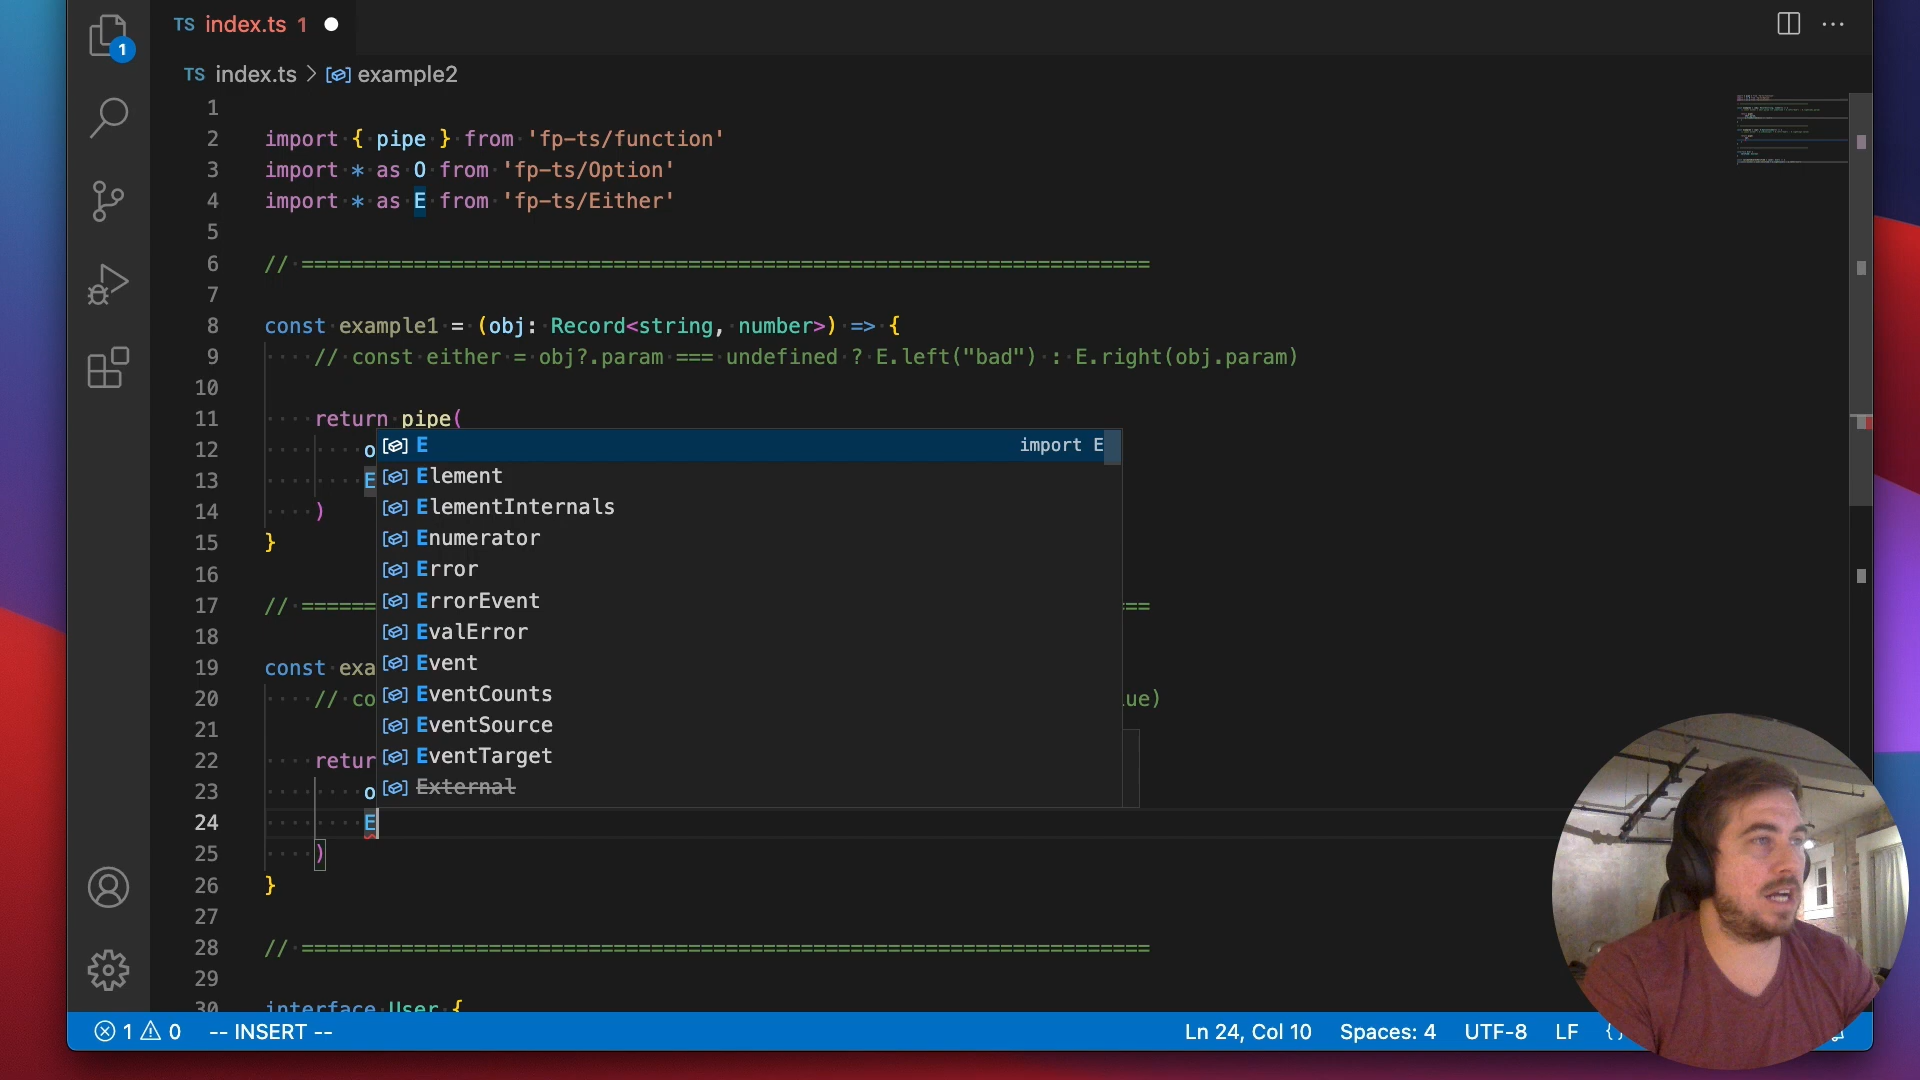 TS index.ts 1
TS index.ts > example2
1
1
2 import { pipe } from 'fp-ts/function'
3 import * as O from 'fp-ts/Option'
4 import * as E from 'fp-ts/Either'
5
6 // ====================================================================
7
8 const example1 = (obj: Record<string, number>) => {
9 // const either = obj?.param === undefined ? E.left("bad") : E.right(obj.param)
10
11 return pipe(
12 o
13 E
14 )
15 }
16
17 // ====== ==
18
19 const exa
20 // co ue)
21
22 retur
23 o
24 E
25 )
26 }
27
28 // ====================================================================
29
30 interface User {
E import E
Element
ElementInternals
Enumerator
Error
ErrorEvent
EvalError
Event
EventCounts
EventSource
EventTarget
External
1 0 -- INSERT -- Ln 24, Col 10 Spaces: 4 UTF-8 LF {